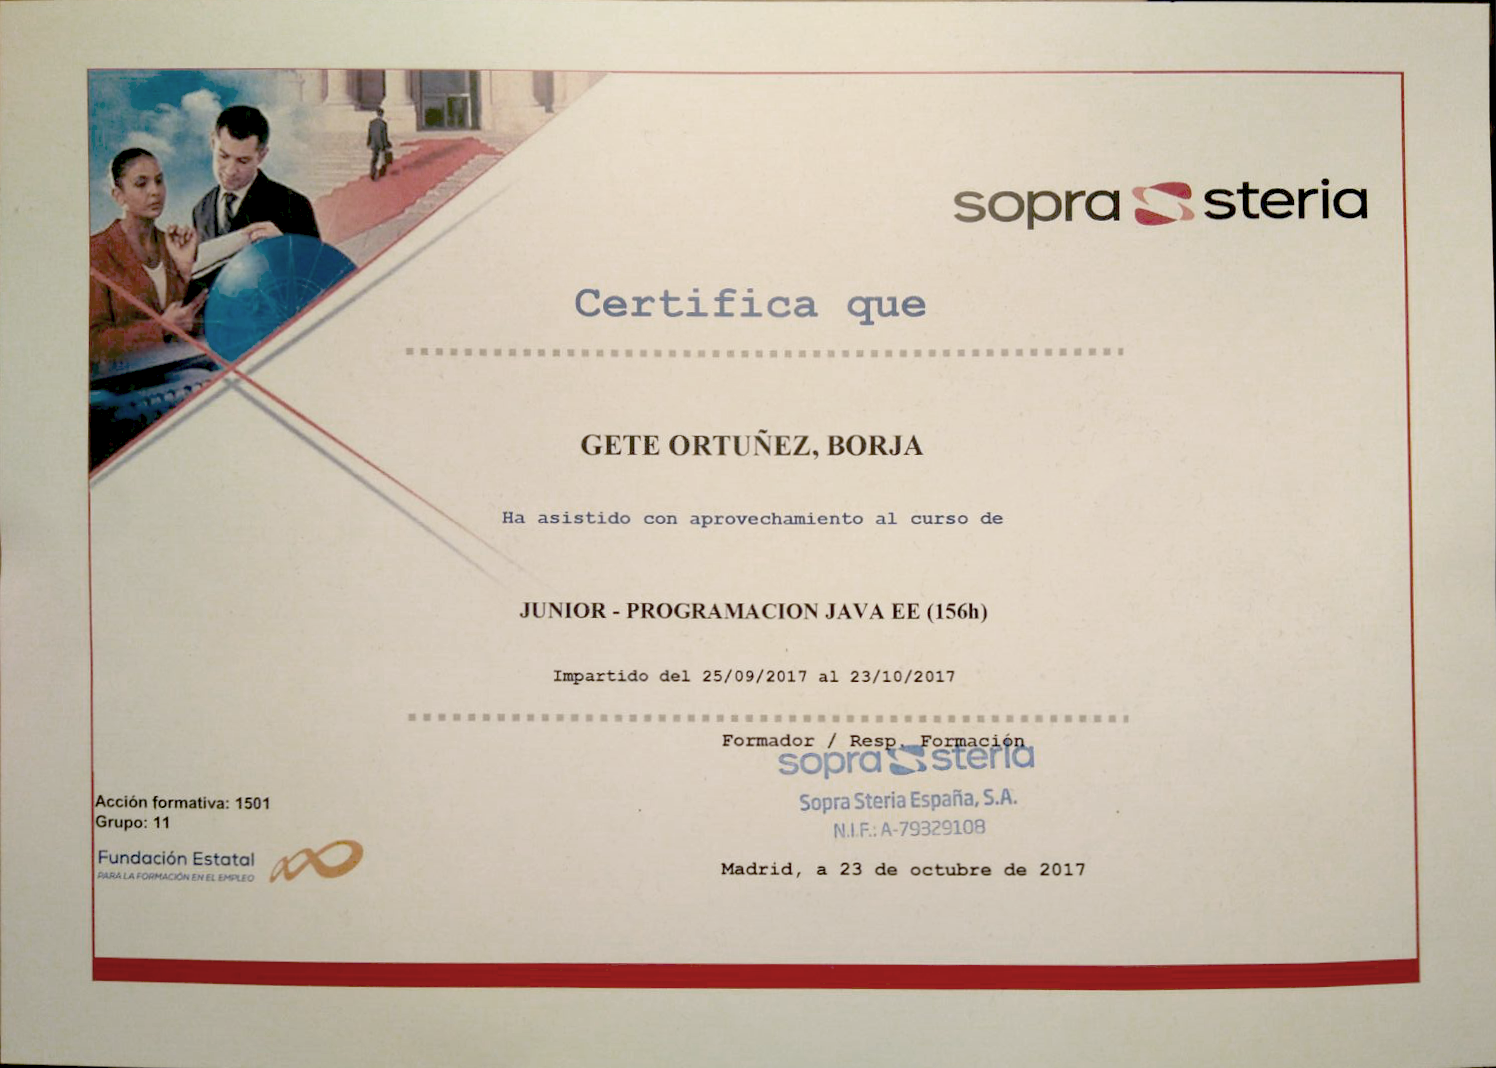 sopra steria
Certifica que
GETE ORTUÑEZ, BORJA
Ha asistido con aprovechamiento al curso de
JUNIOR - PROGRAMACION JAVA EE (156h)
Impartido del 25/09/2017 al 23/10/2017
Formador / Resp. Formación
sopra steria
Sopra Steria España, S.A.
N.I.F.: A-79329108
Madrid, a 23 de octubre de 2017
Acción formativa: 1501
Grupo: 11
Fundación Estatal
PARA LA FORMACIÓN EN EL EMPLEO